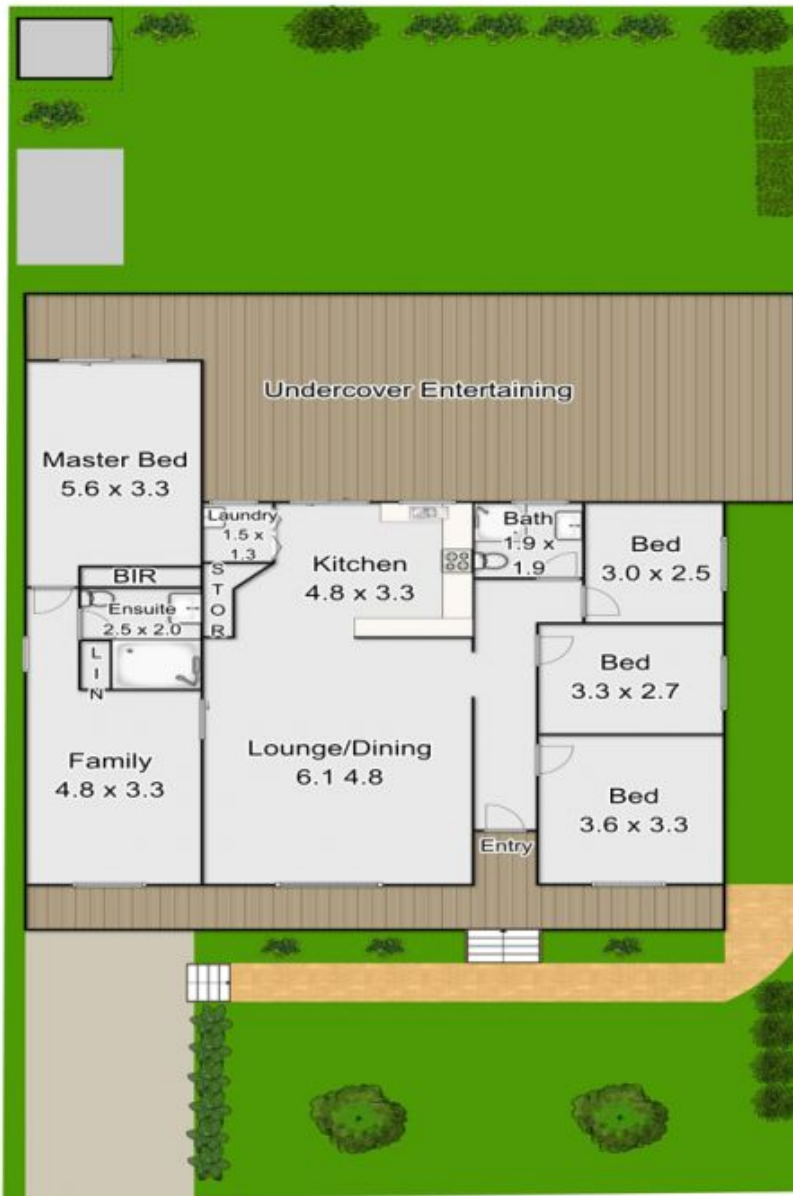 Undercover Entertaining
Master Bed
5.6 x 3.3
BIR
Ensuite
2.5 x 2.0
LIN
Family
4.8 x 3.3
Laundry
1.5 x
1.3
STOR
Kitchen
4.8 x 3.3
Lounge/Dining
6.1 4.8
Bath
1.9 x
1.9
Bed
3.0 x 2.5
Bed
3.3 x 2.7
Bed
3.6 x 3.3
Entry